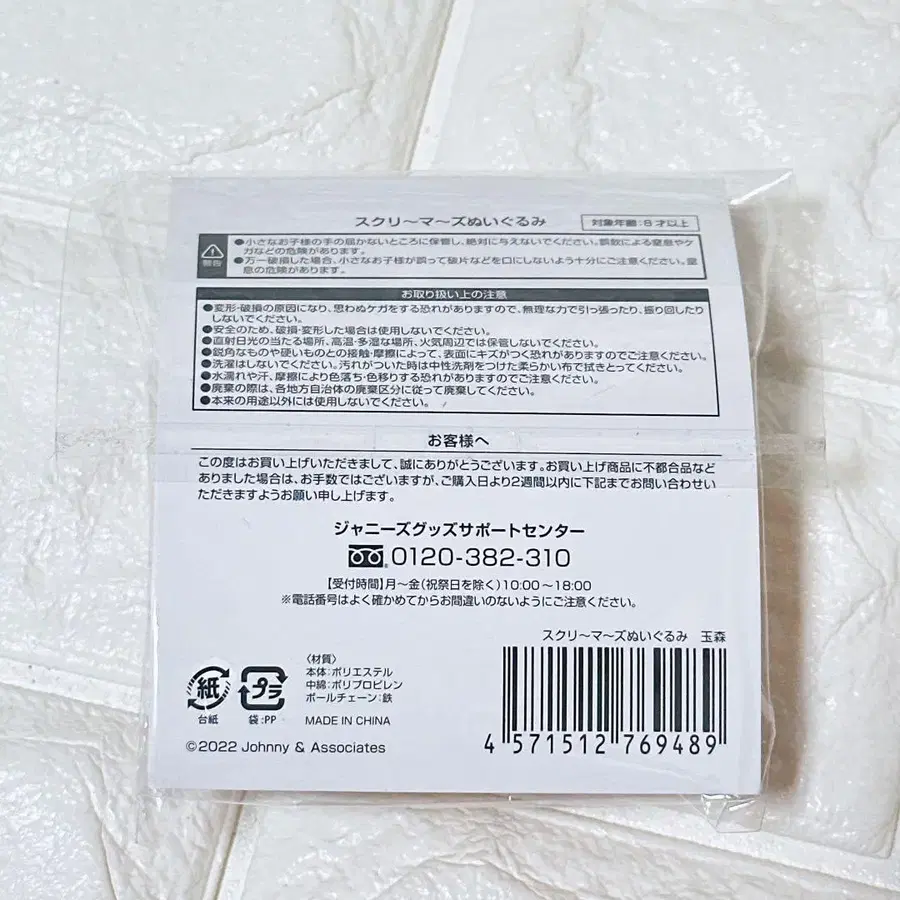 スクリ～マ～ズぬいぐるみ 対象年齢:8才以上
警告
●小さなお子様の手の届かないところに保管し、絶対に与えないでください。誤飲による窒息やケ
ガなどの危険があります。
●万一破損した場合、小さなお子様が誤って破片などを口にしないよう十分にご注意ください。窒
息の危険があります。
お取り扱い上の注意
●変形・破損の原因になり、思わぬケガをする恐れがありますので、無理な力で引っ張ったり、振り回したり
しないでください。
●安全のため、破損・変形した場合は使用しないでください。
●直射日光の当たる場所、高温・多湿な場所、火気周辺では保管しないでください。
●鋭角なものや硬いものとの接触・摩擦によって、表面にキズがつく恐れがありますのでご注意ください。
●洗濯はしないでください。汚れがついた時は中性洗剤をつけた柔らかい布で拭きとってください。
●水濡れや汗、摩擦により色落ち・色移りする恐れがありますのでご注意ください。
●廃棄の際は、各地方自治体の廃棄区分に従って廃棄してください。
●本来の用途以外には使用しないでください。
お客様へ
この度はお買い上げいただきまして、誠にありがとうございます。お買い上げ商品に不都合品など
ありました場合は、お手数ではございますが、ご購入日より2週間以内に下記までお問い合わせい
ただきますようお願い申し上げます。
ジャニーズグッズサポートセンター
0120-382-310
【受付時間】月～金(祝祭日を除く)10:00～18:00
※電話番号はよく確かめてからお間違いのないようにご注意ください。
スクリ～マ～ズぬいぐるみ 玉森
紙
台紙
プラ
袋:PP
〈材質〉
本体:ポリエステル
中綿:ポリプロピレン
ボールチェーン:鉄
MADE IN CHINA
©2022 Johnny & Associates
4 571512 769489